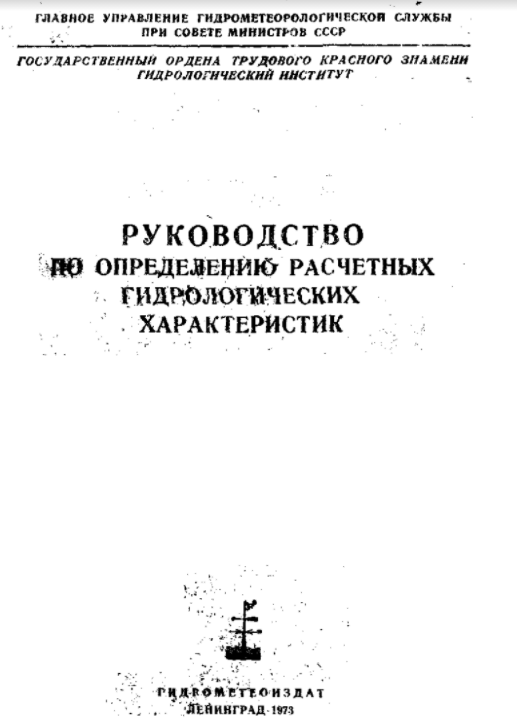 ГЛАВНОЕ УПРАВЛЕНИЕ ГИДРОМЕТЕОРОЛОГИЧЕСКОЙ СЛУЖБЫ
ПРИ СОВЕТЕ МИНИСТРОВ СССР
ГОСУДАРСТВЕННЫЙ ОРДЕНА ТРУДОВОГО КРАСНОГО ЗНАМЕНИ
ГИДРОЛОГИЧЕСКИЙ ИНСТИТУТ
РУКОВОДСТВО
ПО ОПРЕДЕЛЕНИЮ РАСЧЕТНЫХ
ГИДРОЛОГИЧЕСКИХ
ХАРАКТЕРИСТИК
ГИДРОМЕТЕОИЗДАТ
ЛЕНИНГРАД 1973